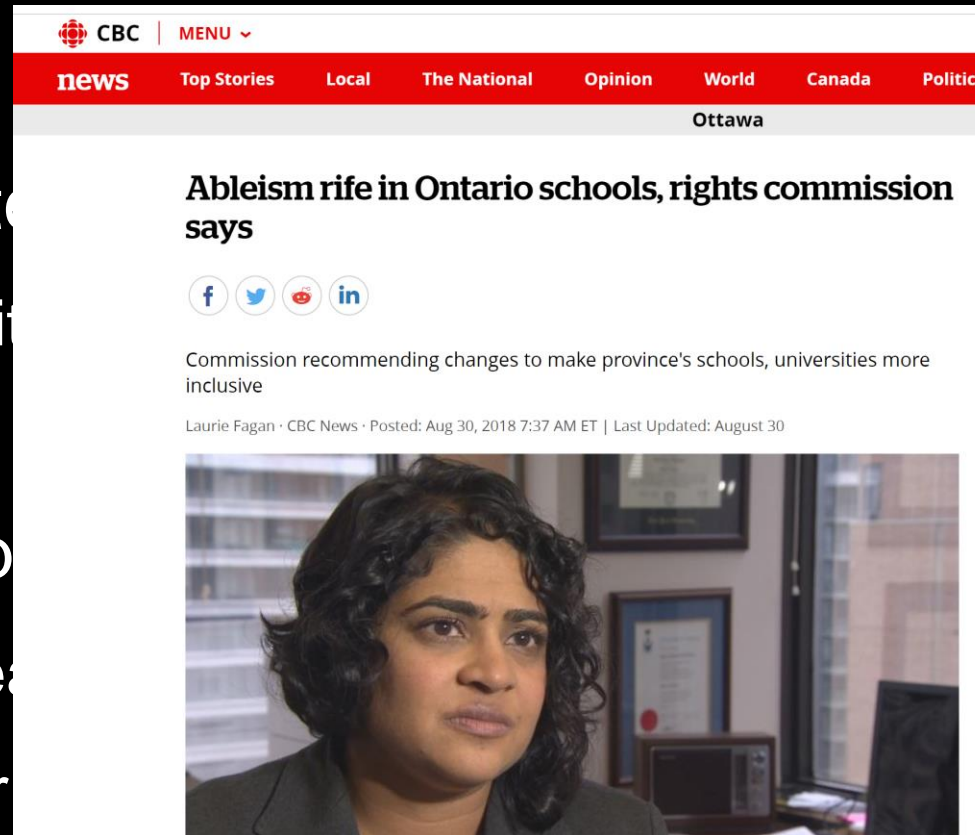 CBC MENU
news Top Stories Local The National Opinion World Canada
Ottawa
Ableism rife in Ontario schools, rights commission
says
f in
Commission recommending changes to make province's schools, universities more
inclusive
Laurie Fagan · CBC News · Posted: Aug 30, 2018 7:37 AM ET | Last Updated: August 30